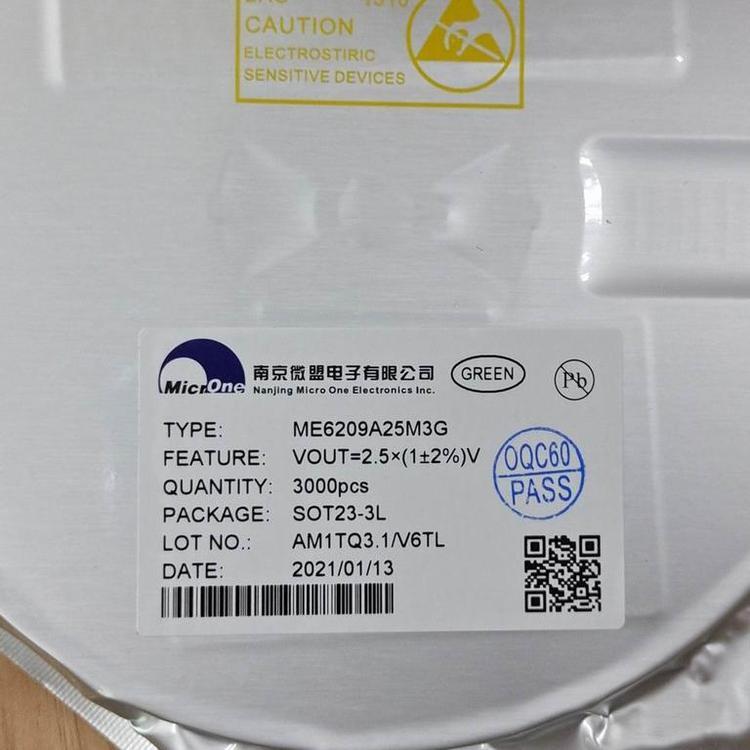 CAUTION
ELECTROSTIRIC
SENSITIVE DEVICES
MicrOne
南京微盟电子有限公司
Nanjing Micro One Electronics Inc.
GREEN
Pb
TYPE: ME6209A25M3G
FEATURE: VOUT=2.5×(1±2%)V
QUANTITY: 3000pcs
PACKAGE: SOT23-3L
LOT NO.: AM1TQ3.1/V6TL
DATE: 2021/01/13
OQC60
PASS